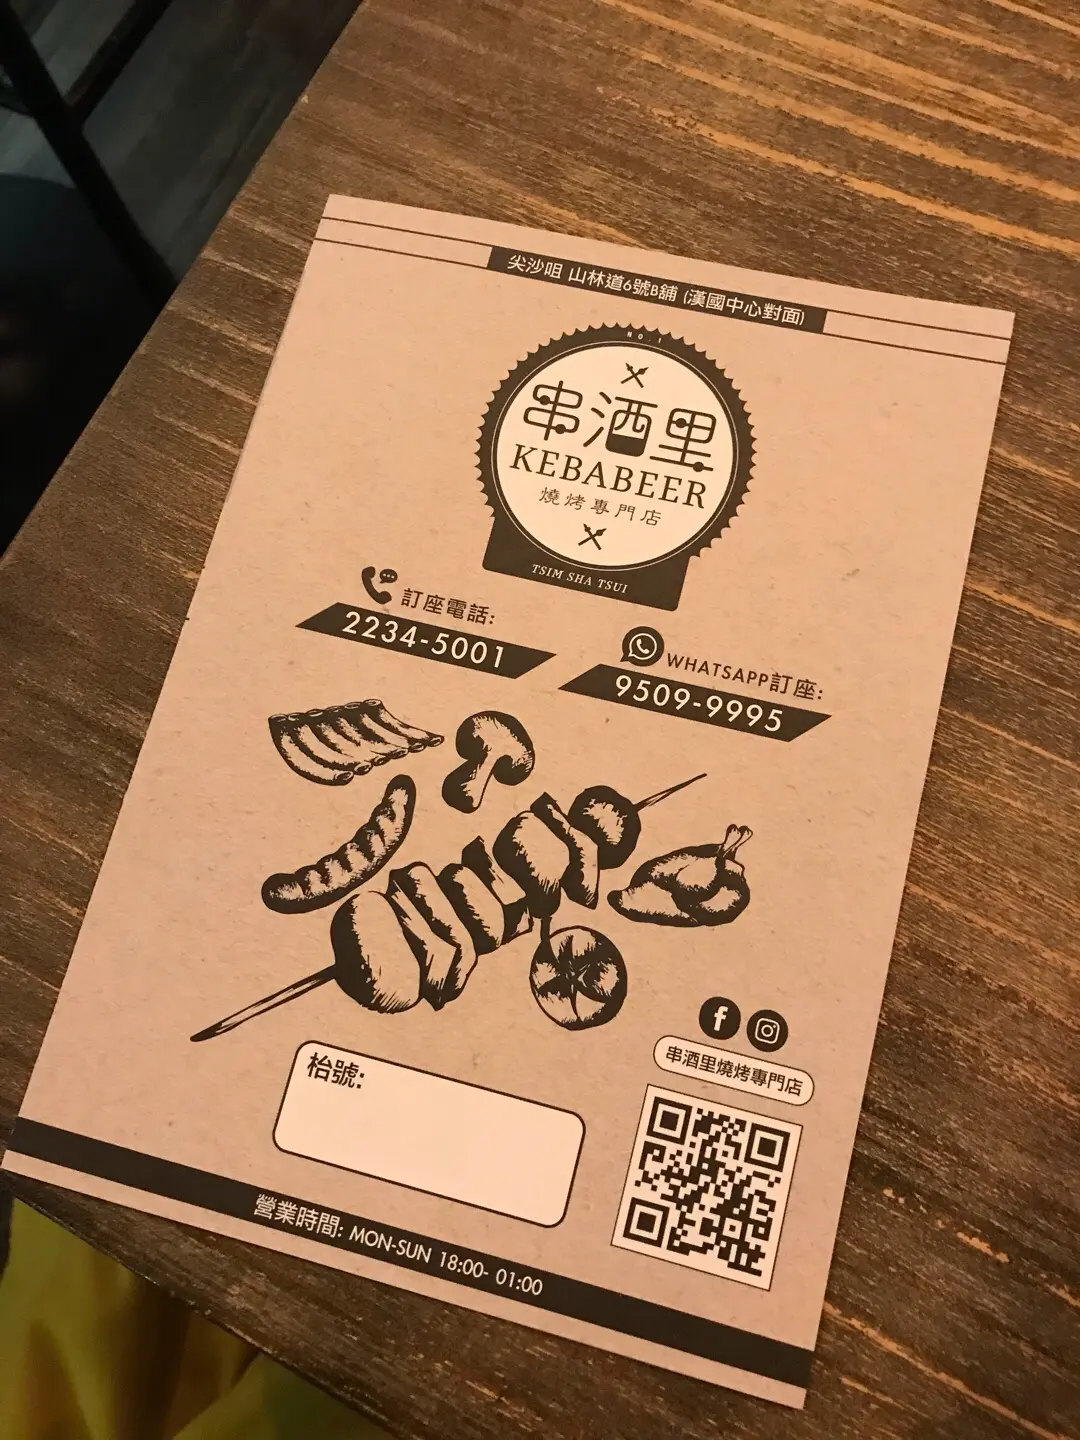 尖沙咀 山林道6號B舖 (漢國中心對面)
NO.1
串酒里
KEBABEER
燒烤專門店
TSIM SHA TSUI
訂座電話:
2234-5001
WHATSAPP訂座:
9509-9995
串酒里燒烤專門店
枱號:
營業時間: MON-SUN 18:00- 01:00